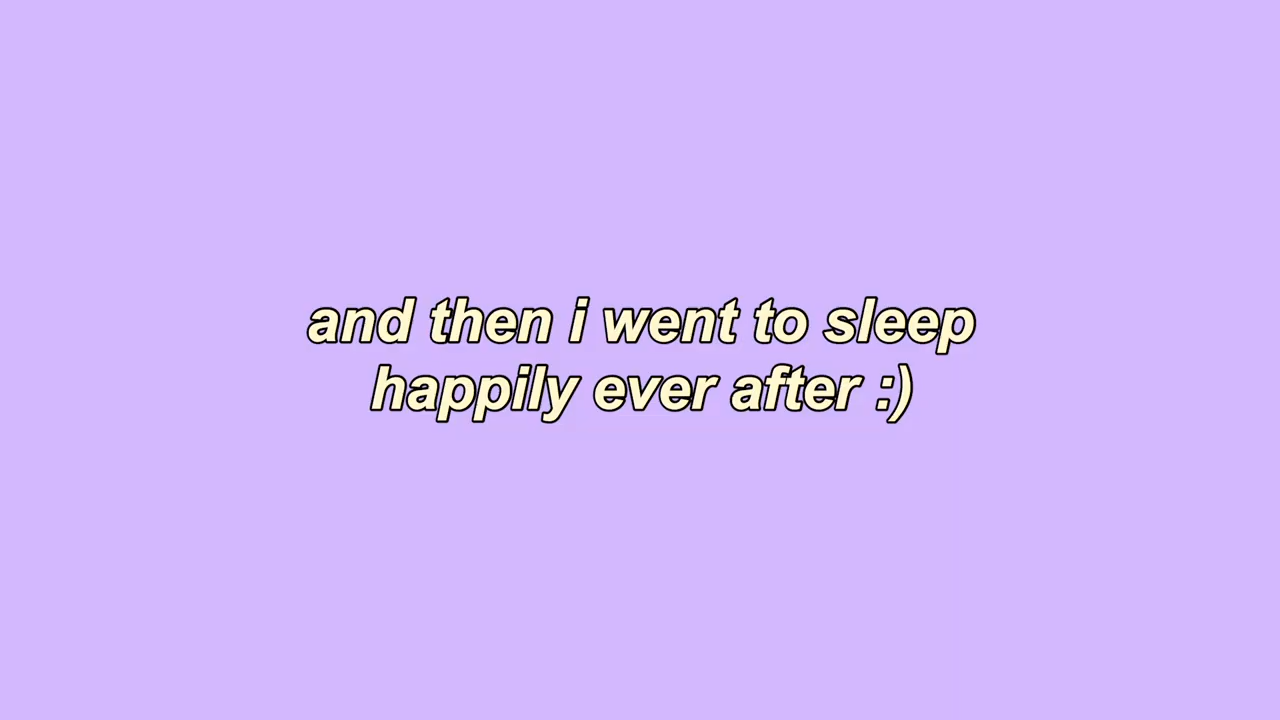 and then i went to sleep
happily ever after :)